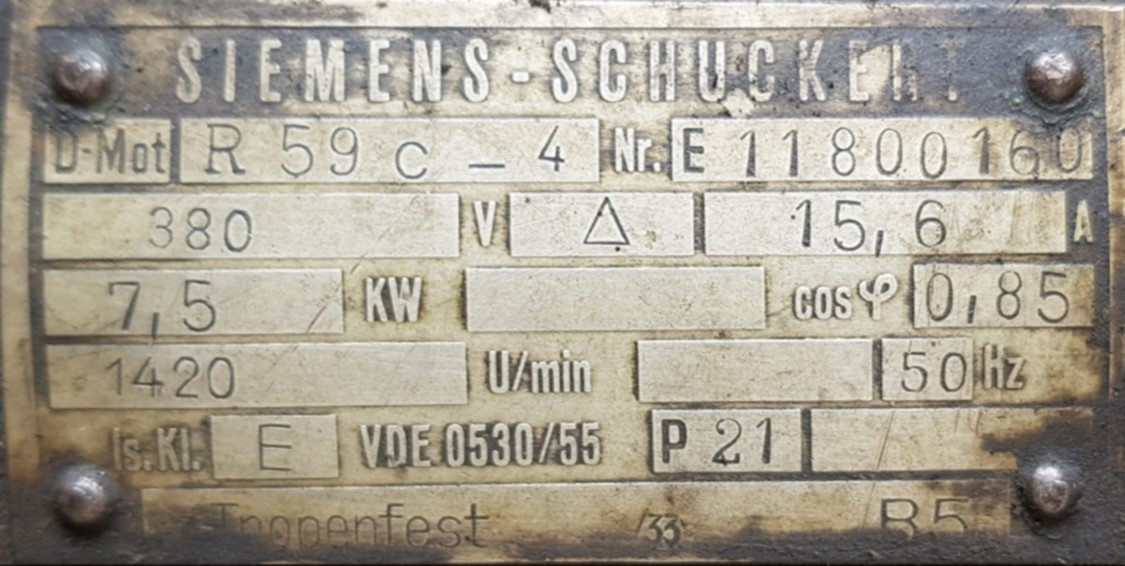 SIEMENS-SCHUCKERT
D-Mot R 59 c – 4 Nr. E 11800160
380 V △ 15,6 A
7,5 KW cos φ 0,85
1420 U/min 50 Hz
Is. Kl. E VDE 0530/55 P 21
Tropenfest /33 B5